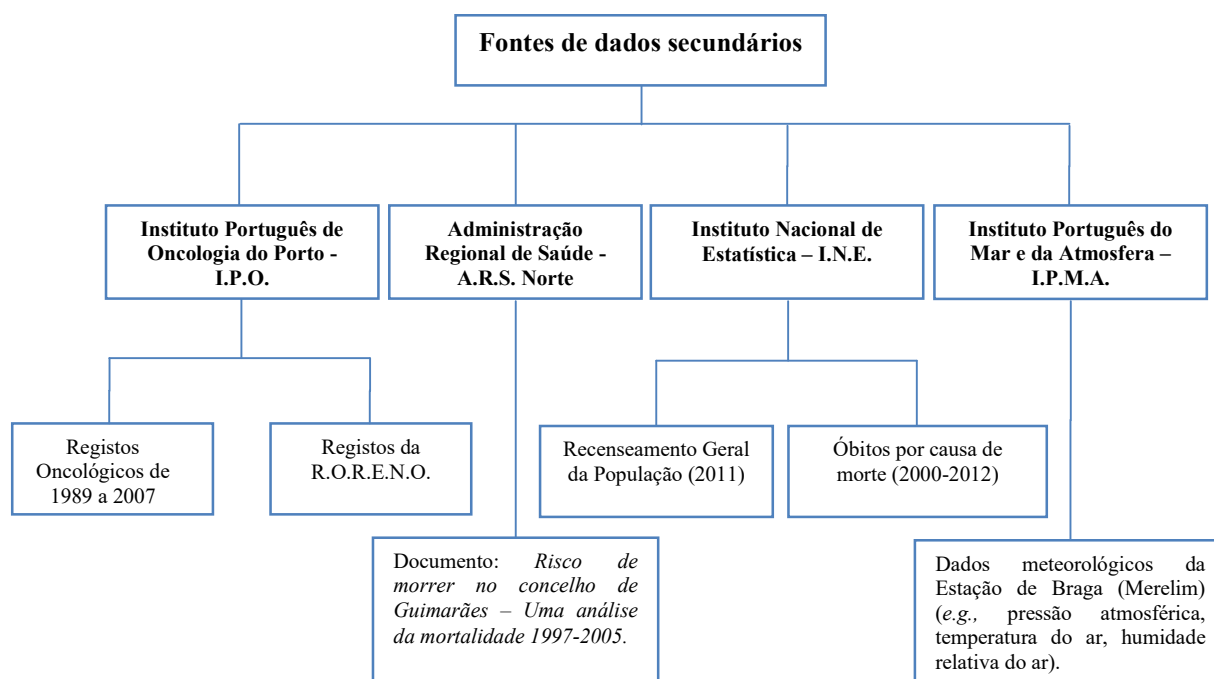 Fontes de dados secundários
Instituto Português de
Oncologia do Porto -
I.P.O.
Administração
Regional de Saúde -
A.R.S. Norte
Instituto Nacional de
Estatística – I.N.E.
Instituto Português do
Mar e da Atmosfera –
I.P.M.A.
Registos
Oncológicos de
1989 a 2007
Registos da
R.O.R.E.N.O.
Recenseamento Geral
da População (2011)
Óbitos por causa de
morte (2000-2012)
Documento: Risco de
morrer no concelho de
Guimarães – Uma análise
da mortalidade 1997-2005.
Dados meteorológicos da
Estação de Braga (Merelim)
(e.g., pressão atmosférica,
temperatura do ar, humidade
relativa do ar).